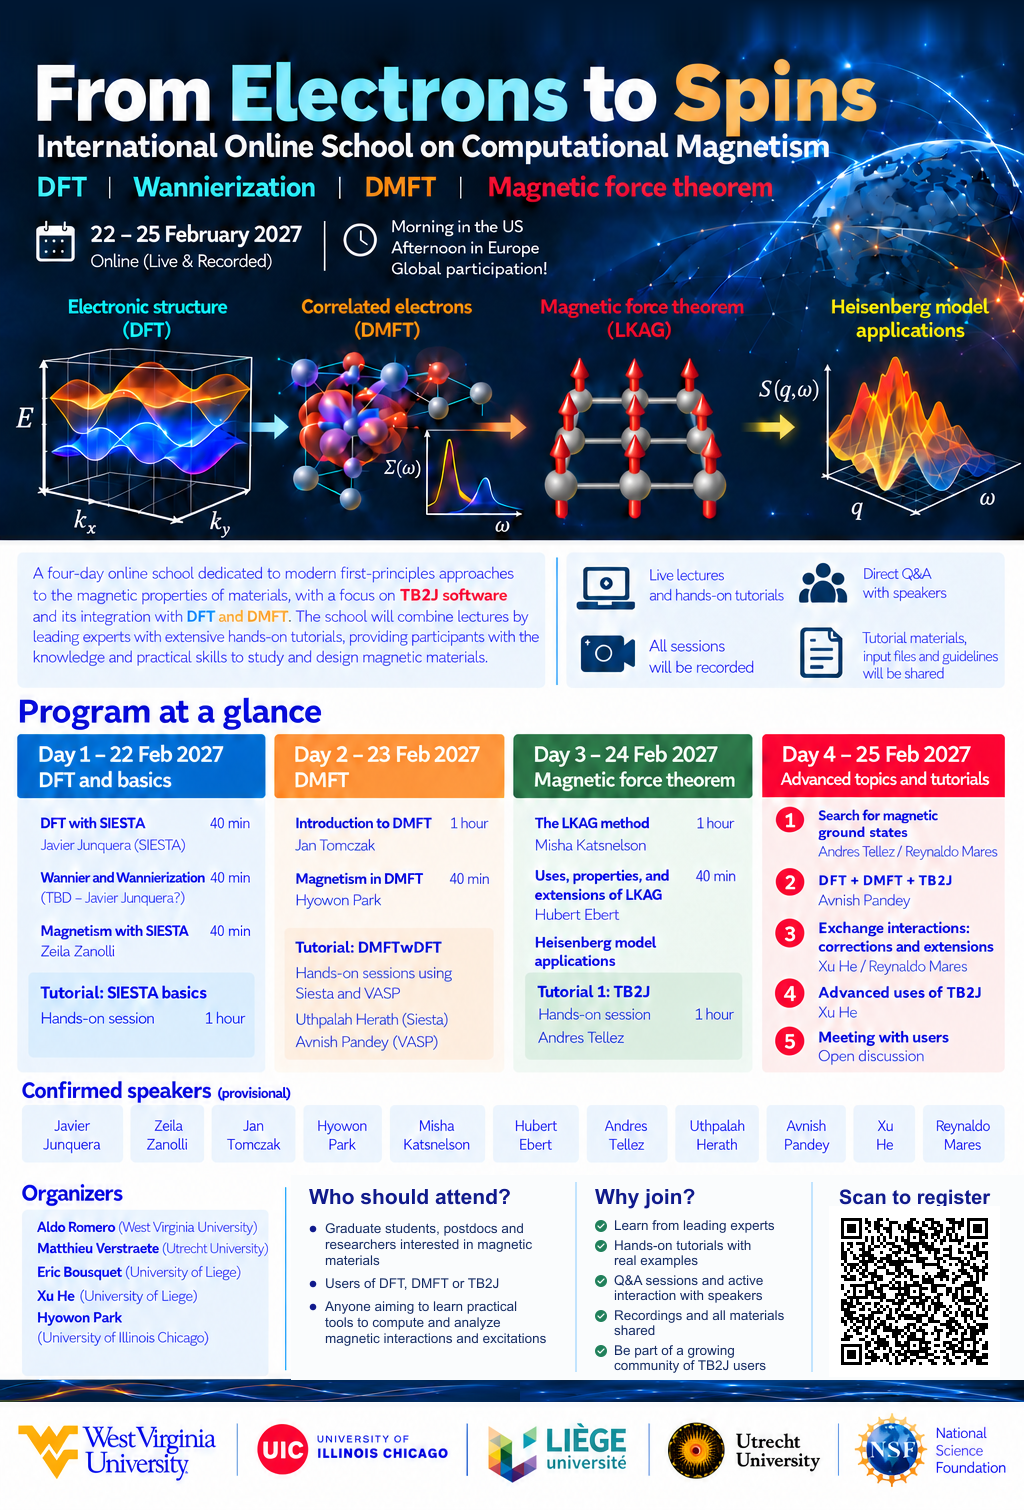 From Electrons to Spins
International Online School on Computational Magnetism
DFT | Wannierization | DMFT | Magnetic force theorem
22 – 25 February 2027
Online (Live & Recorded)
Morning in the US
Afternoon in Europe
Global participation!
Electronic structure
(DFT)
Correlated electrons
(DMFT)
Magnetic force theorem
(LKAG)
Heisenberg model
applications
E
kx
ky
Σ(ω)
ω
S(q,ω)
q
ω
A four-day online school dedicated to modern first-principles approaches
to the magnetic properties of materials, with a focus on TB2J software
and its integration with DFT and DMFT. The school will combine lectures by
leading experts with extensive hands-on tutorials, providing participants with the
knowledge and practical skills to study and design magnetic materials.
Live lectures
and hands-on tutorials
Direct Q&A
with speakers
All sessions
will be recorded
Tutorial materials,
input files and guidelines
will be shared
Program at a glance
Day 1 – 22 Feb 2027
DFT and basics
DFT with SIESTA 40 min
Javier Junquera (SIESTA)
Wannier and Wannierization 40 min
(TBD – Javier Junquera?)
Magnetism with SIESTA 40 min
Zeila Zanolli
Tutorial: SIESTA basics
Hands-on session 1 hour
Day 2 – 23 Feb 2027
DMFT
Introduction to DMFT 1 hour
Jan Tomczak
Magnetism in DMFT 40 min
Hyowon Park
Tutorial: DMFTwDFT
Hands-on sessions using
Siesta and VASP
Uthpalah Herath (Siesta)
Avnish Pandey (VASP)
Day 3 – 24 Feb 2027
Magnetic force theorem
The LKAG method 1 hour
Misha Katsnelson
Uses, properties, and 40 min
extensions of LKAG
Hubert Ebert
Heisenberg model
applications
Tutorial 1: TB2J
Hands-on session 1 hour
Andres Tellez
Day 4 – 25 Feb 2027
Advanced topics and tutorials
1 Search for magnetic
ground states
Andres Tellez / Reynaldo Mares
2 DFT + DMFT + TB2J
Avnish Pandey
3 Exchange interactions:
corrections and extensions
Xu He / Reynaldo Mares
4 Advanced uses of TB2J
Xu He
5 Meeting with users
Open discussion
Confirmed speakers (provisional)
Javier
Junquera
Zeila
Zanolli
Jan
Tomczak
Hyowon
Park
Misha
Katsnelson
Hubert
Ebert
Andres
Tellez
Uthpalah
Herath
Avnish
Pandey
Xu
He
Reynaldo
Mares
Organizers
Aldo Romero (West Virginia University)
Matthieu Verstraete (Utrecht University)
Eric Bousquet (University of Liege)
Xu He (University of Liege)
Hyowon Park
(University of Illinois Chicago)
Who should attend?
• Graduate students, postdocs and
researchers interested in magnetic
materials
• Users of DFT, DMFT or TB2J
• Anyone aiming to learn practical
tools to compute and analyze
magnetic interactions and excitations
Why join?
Learn from leading experts
Hands-on tutorials with
real examples
Q&A sessions and active
interaction with speakers
Recordings and all materials
shared
Be part of a growing
community of TB2J users
Scan to register
WV West Virginia
University
UIC UNIVERSITY OF
ILLINOIS CHICAGO
LIÈGE
université
Utrecht
University
NSF
National
Science
Foundation